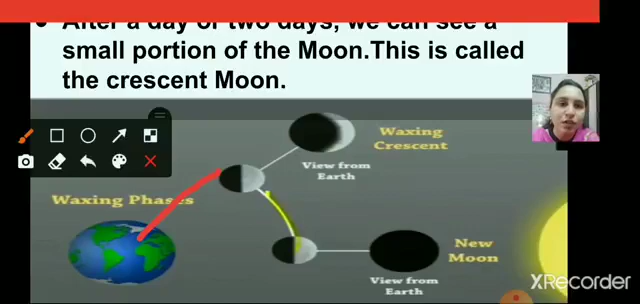 After a day or two days, we can see a
small portion of the Moon.This is called
the crescent Moon.
Waxing
Crescent
View from
Earth
Waxing Phases
New
Moon
View from
Earth
XRecorder